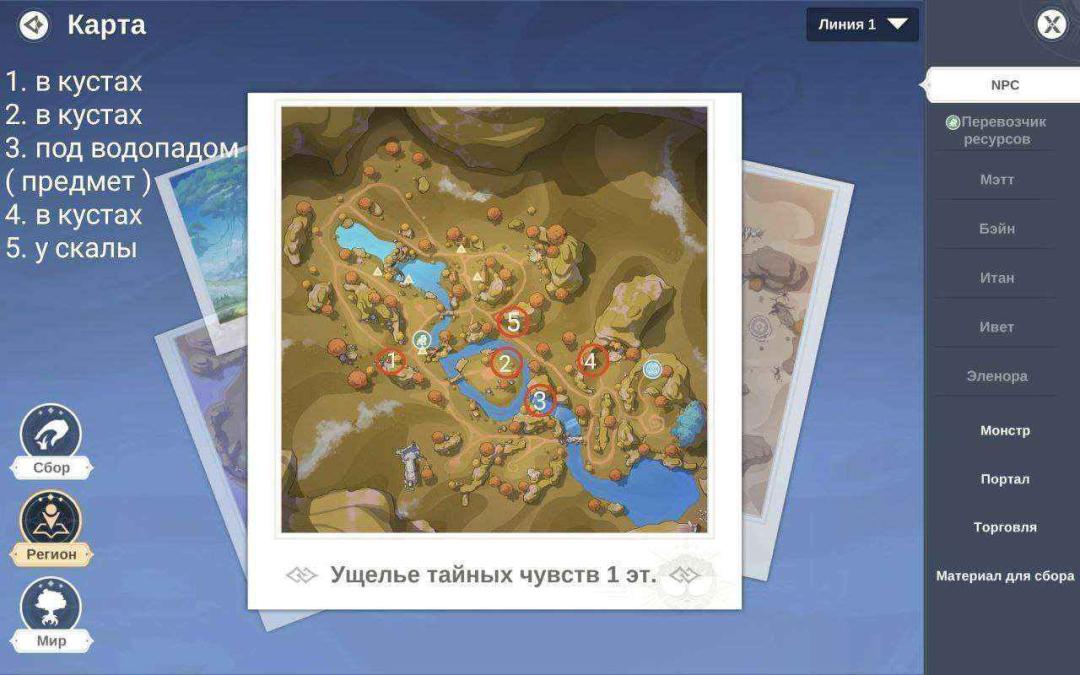 Карта
Линия 1
1. в кустах
2. в кустах
3. под водопадом
( предмет )
4. в кустах
5. у скалы
5
1
2
4
3
Ущелье тайных чувств 1 эт.
Сбор
Регион
Мир
NPC
Перевозчик
ресурсов
Мэтт
Бэйн
Итан
Ивет
Эленора
Монстр
Портал
Торговля
Материал для сбора